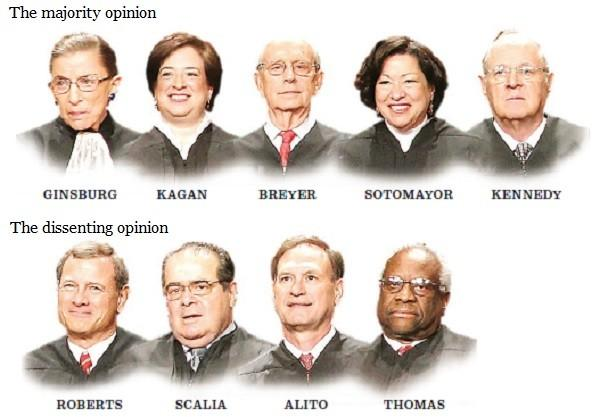 The majority opinion
GINSBURG KAGAN BREYER SOTOMAYOR KENNEDY
The dissenting opinion
ROBERTS SCALIA ALITO THOMAS